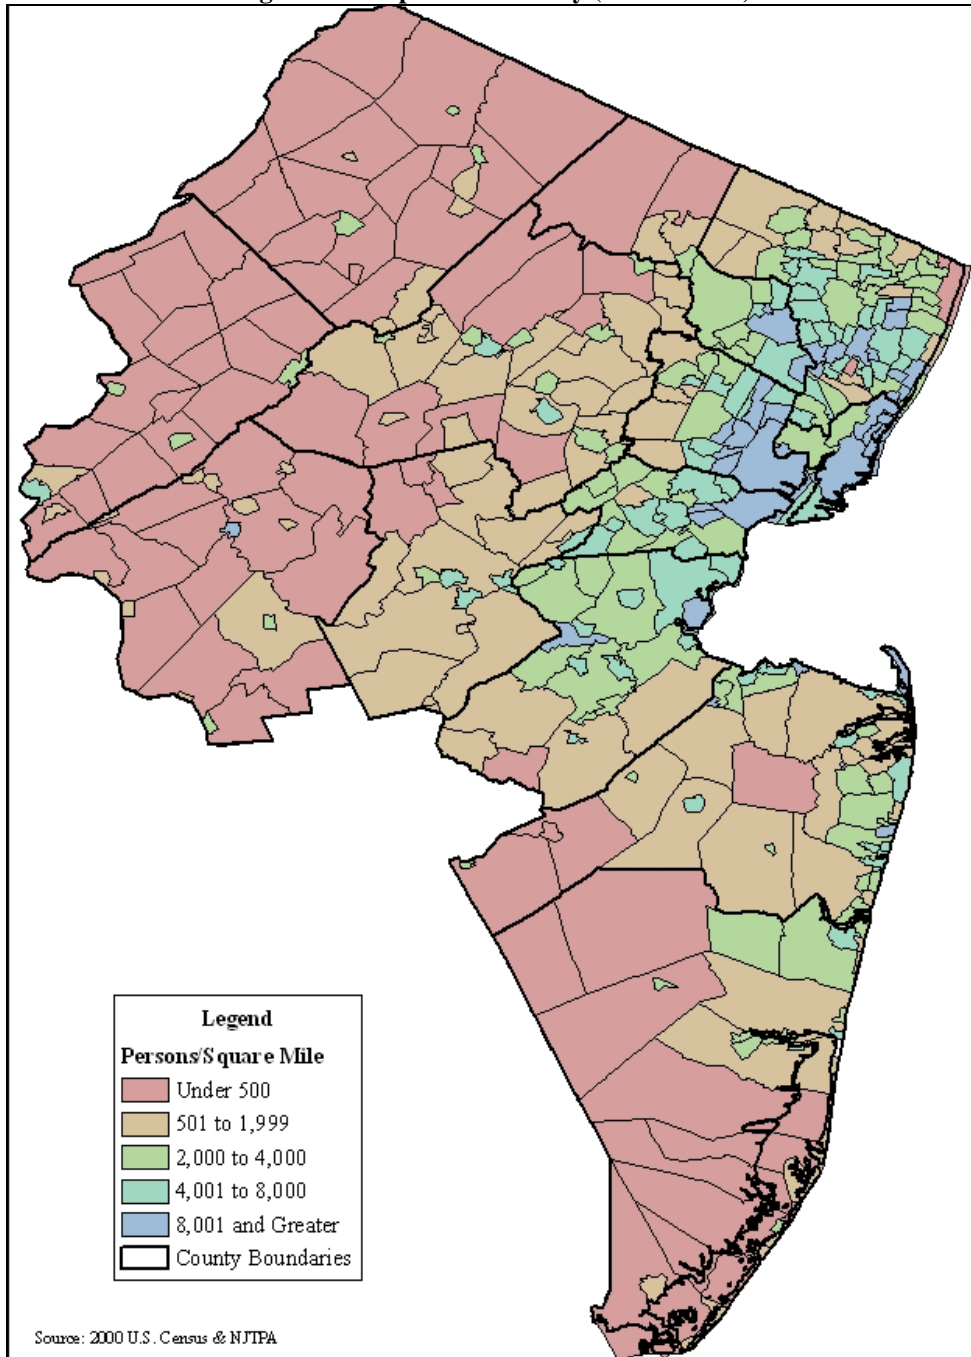 Legend
Persons/Square Mile
Under 500
501 to 1,999
2,000 to 4,000
4,001 to 8,000
8,001 and Greater
County Boundaries
Source: 2000 U.S. Census & NJTPA